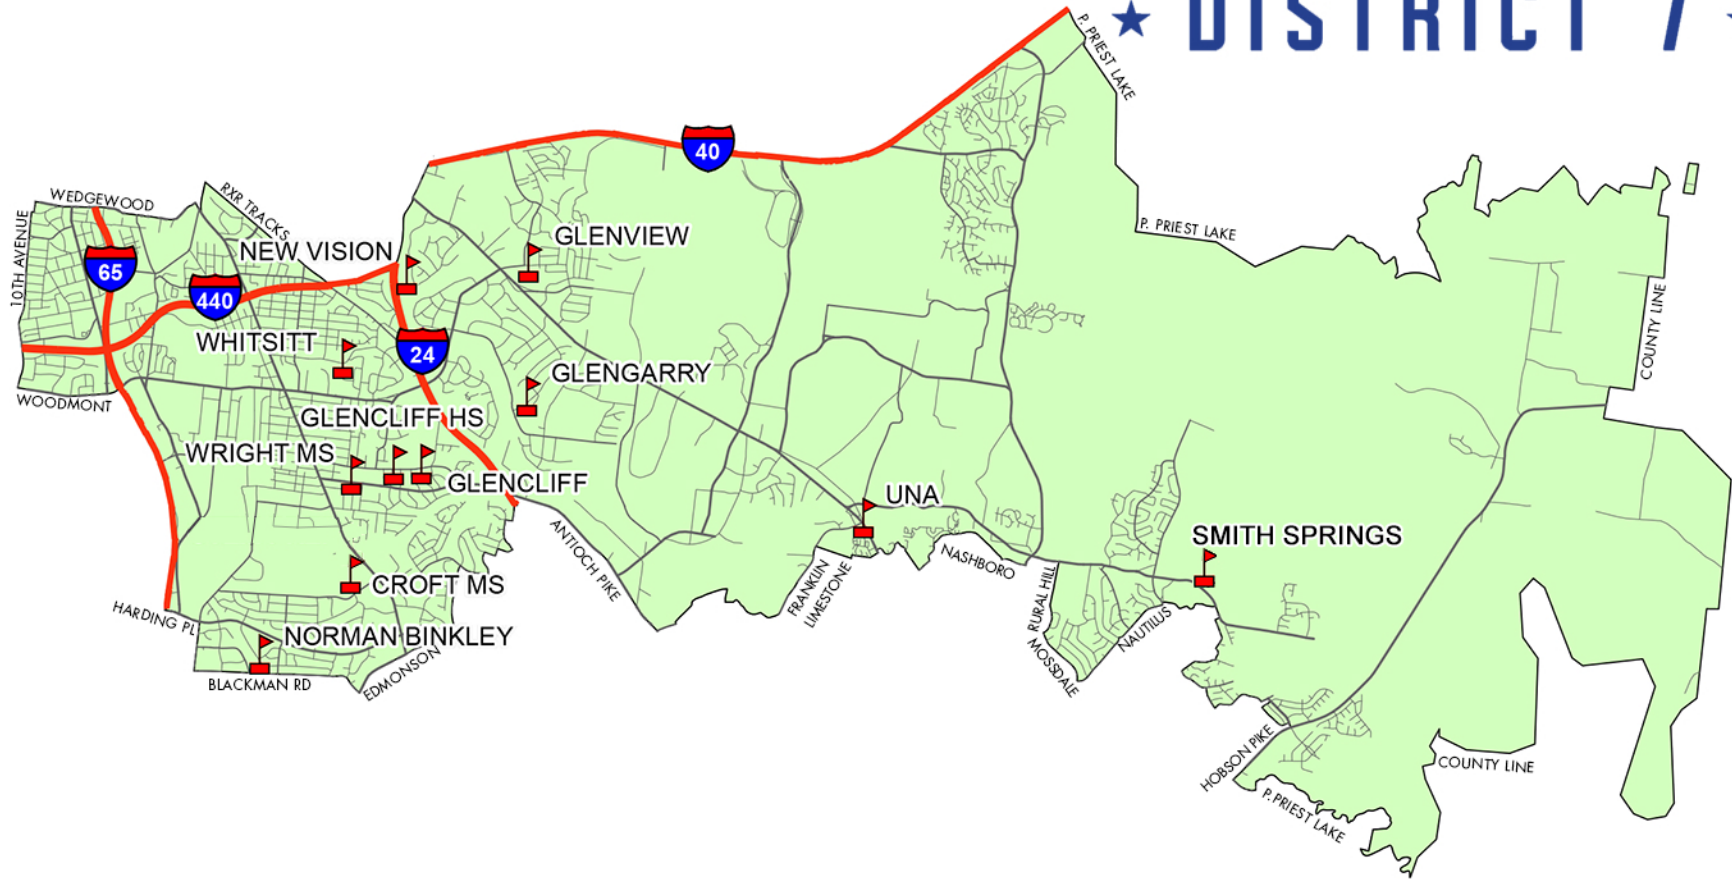 DISTRICT 7
P. PRIEST LAKE
40
WEDGEWOOD
RXR TRACKS
10TH AVENUE
NEW VISION
GLENVIEW
P. PRIEST LAKE
65
440
COUNTY LINE
WHITSITT
24
GLENGARRY
WOODMONT
GLENCLIFF HS
WRIGHT MS
GLENCLIFF
UNA
SMITH SPRINGS
ANTIOCH PIKE
NASHBORO
FRANKLIN
LIMESTONE
RURAL HILL
CROFT MS
HARDING PL
NAUTILUS
NORMAN BINKLEY
MOSSDALE
EDMONSON
BLACKMAN RD
HOBSON PIKE
COUNTY LINE
P.PRIEST LAKE